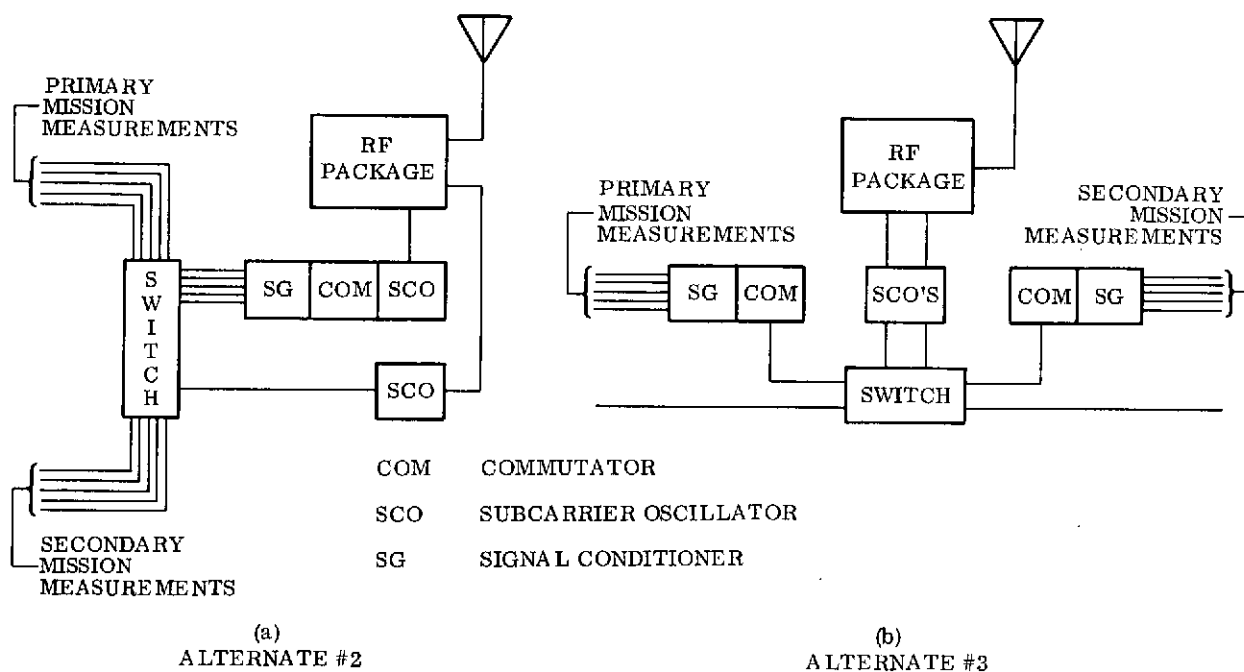 PRIMARY
MISSION
MEASUREMENTS
RF
PACKAGE
SWITCH
SG COM SCO
SCO
SECONDARY
MISSION
MEASUREMENTS
PRIMARY
MISSION
MEASUREMENTS
RF
PACKAGE
SECONDARY
MISSION
MEASUREMENTS
SG COM
SCO'S
COM SG
SWITCH
COM COMMUTATOR
SCO SUBCARRIER OSCILLATOR
SG SIGNAL CONDITIONER
(a)
ALTERNATE #2
(b)
ALTERNATE #3